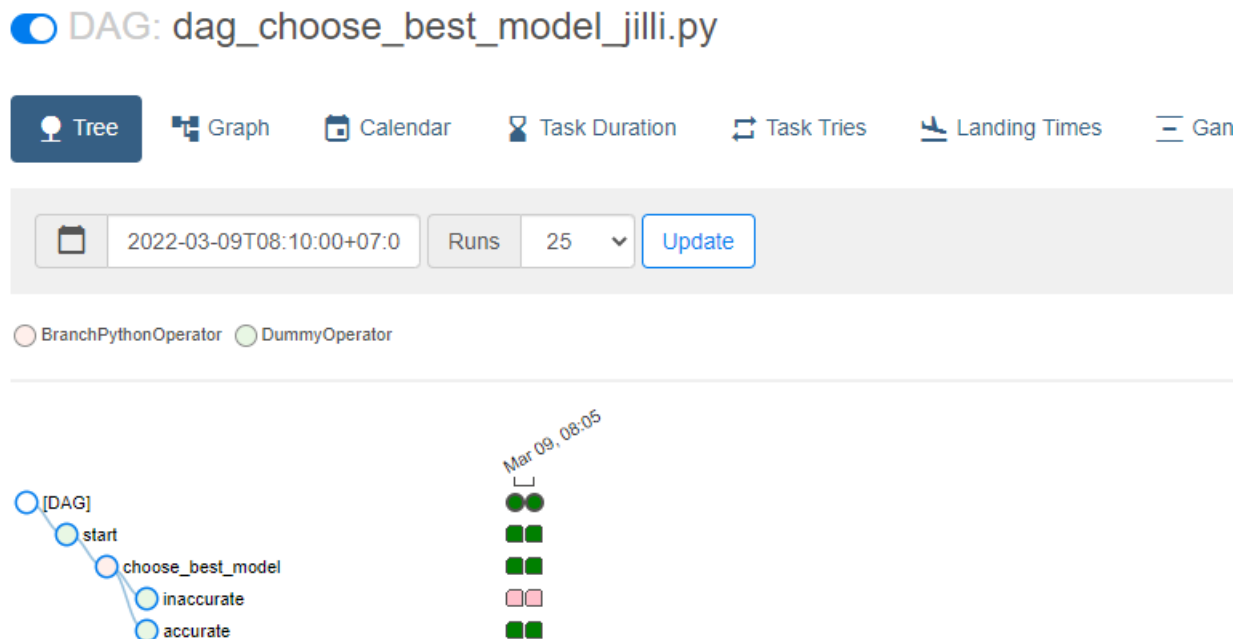 DAG: dag_choose_best_model_jilli.py
Tree Graph Calendar Task Duration Task Tries Landing Times Gan
2022-03-09T08:10:00+07:0 Runs 25 Update
BranchPythonOperator DummyOperator
Mar 09, 08:05
[DAG]
start
choose_best_model
inaccurate
accurate